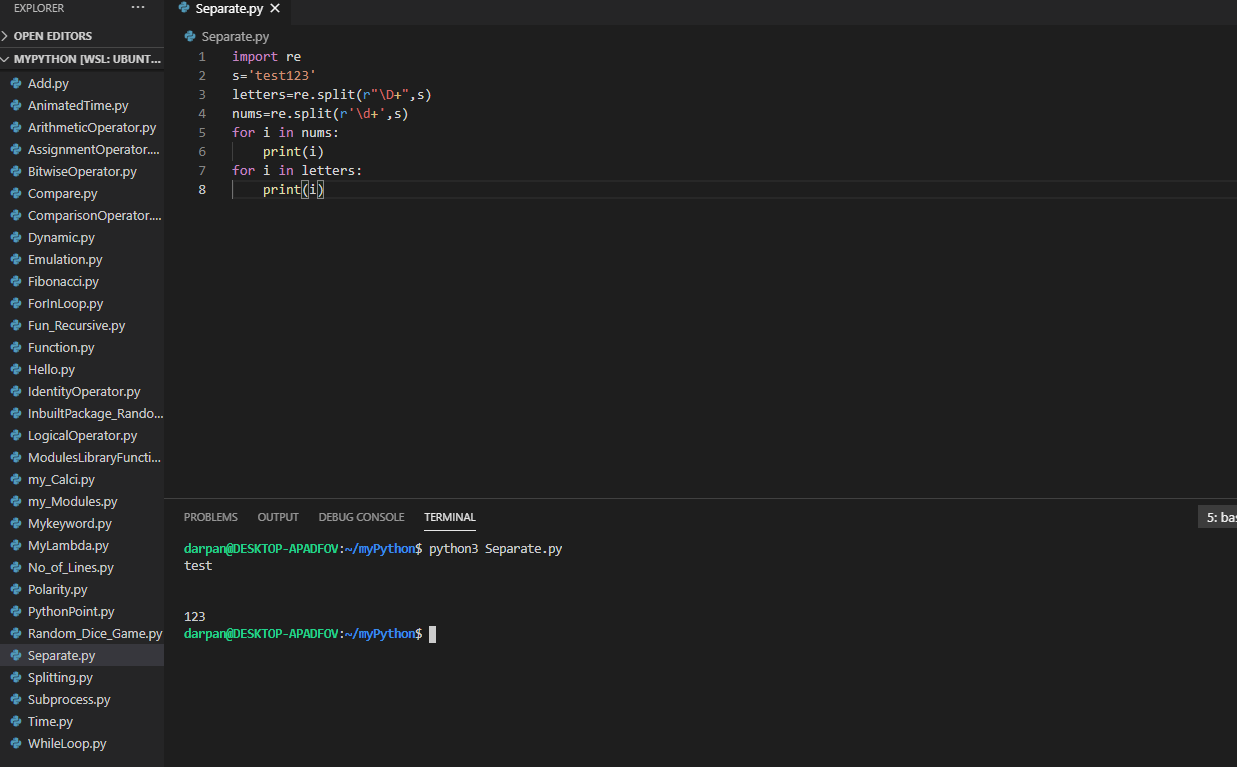 EXPLORER ···
OPEN EDITORS
MYPYTHON [WSL: UBUNT...
Add.py
AnimatedTime.py
ArithmeticOperator.py
AssignmentOperator....
BitwiseOperator.py
Compare.py
ComparisonOperator....
Dynamic.py
Emulation.py
Fibonacci.py
ForInLoop.py
Fun_Recursive.py
Function.py
Hello.py
IdentityOperator.py
InbuiltPackage_Rando...
LogicalOperator.py
ModulesLibraryFuncti...
my_Calci.py
my_Modules.py
Mykeyword.py
MyLambda.py
No_of_Lines.py
Polarity.py
PythonPoint.py
Random_Dice_Game.py
Separate.py
Splitting.py
Subprocess.py
Time.py
WhileLoop.py
Separate.py
Separate.py
1 import re
2 s='test123'
3 letters=re.split(r"\D+",s)
4 nums=re.split(r'\d+',s)
5 for i in nums:
6     print(i)
7 for i in letters:
8     print(i)
PROBLEMS OUTPUT DEBUG CONSOLE TERMINAL 5: bas
darpan@DESKTOP-APADFOV:~/myPython$ python3 Separate.py
test
123
darpan@DESKTOP-APADFOV:~/myPython$